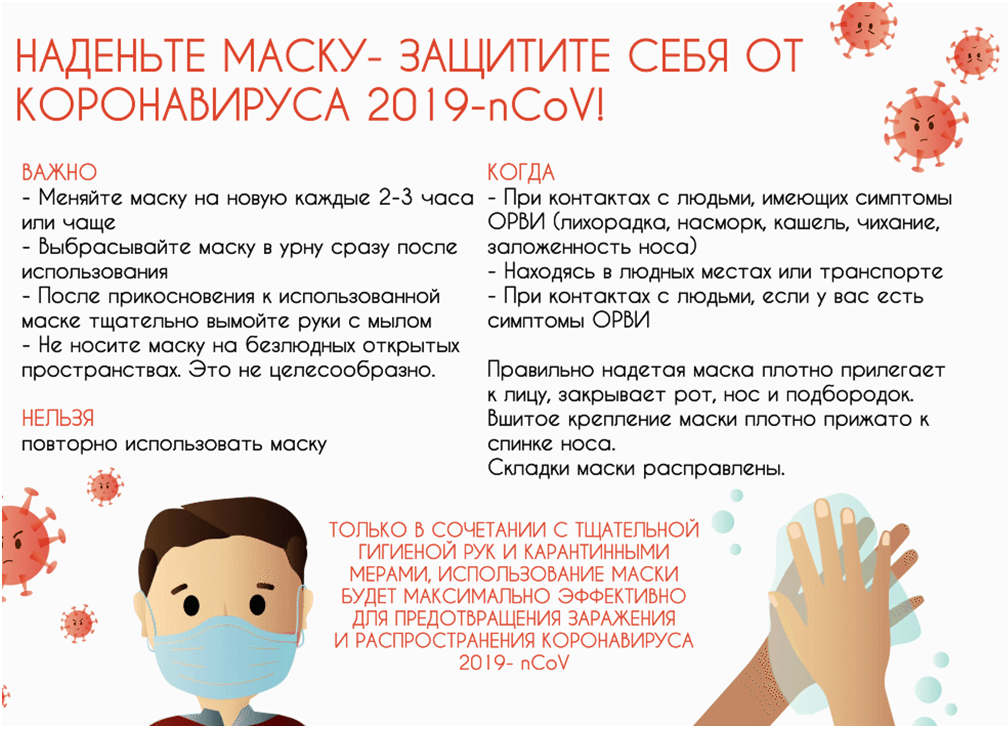 НАДЕНЬТЕ МАСКУ- ЗАЩИТИТЕ СЕБЯ ОТ
КОРОНАВИРУСА 2019-nCoV!
ВАЖНО
- Меняйте маску на новую каждые 2-3 часа
или чаще
- Выбрасывайте маску в урну сразу после
использования
- После прикосновения к использованной
маске тщательно вымойте руки с мылом
- Не носите маску на безлюдных открытых
пространствах. Это не целесообразно.
НЕЛЬЗЯ
повторно использовать маску
КОГДА
- При контактах с людьми, имеющих симптомы
ОРВИ (лихорадка, насморк, кашель, чихание,
заложенность носа)
- Находясь в людных местах или транспорте
- При контактах с людьми, если у вас есть
симптомы ОРВИ
Правильно надетая маска плотно прилегает
к лицу, закрывает рот, нос и подбородок.
Вшитое крепление маски плотно прижато к
спинке носа.
Складки маски расправлены.
ТОЛЬКО В СОЧЕТАНИИ С ТЩАТЕЛЬНОЙ
ГИГИЕНОЙ РУК И КАРАНТИННЫМИ
МЕРАМИ, ИСПОЛЬЗОВАНИЕ МАСКИ
БУДЕТ МАКСИМАЛЬНО ЭФФЕКТИВНО
ДЛЯ ПРЕДОТВРАЩЕНИЯ ЗАРАЖЕНИЯ
И РАСПРОСТРАНЕНИЯ КОРОНАВИРУСА
2019- nCoV